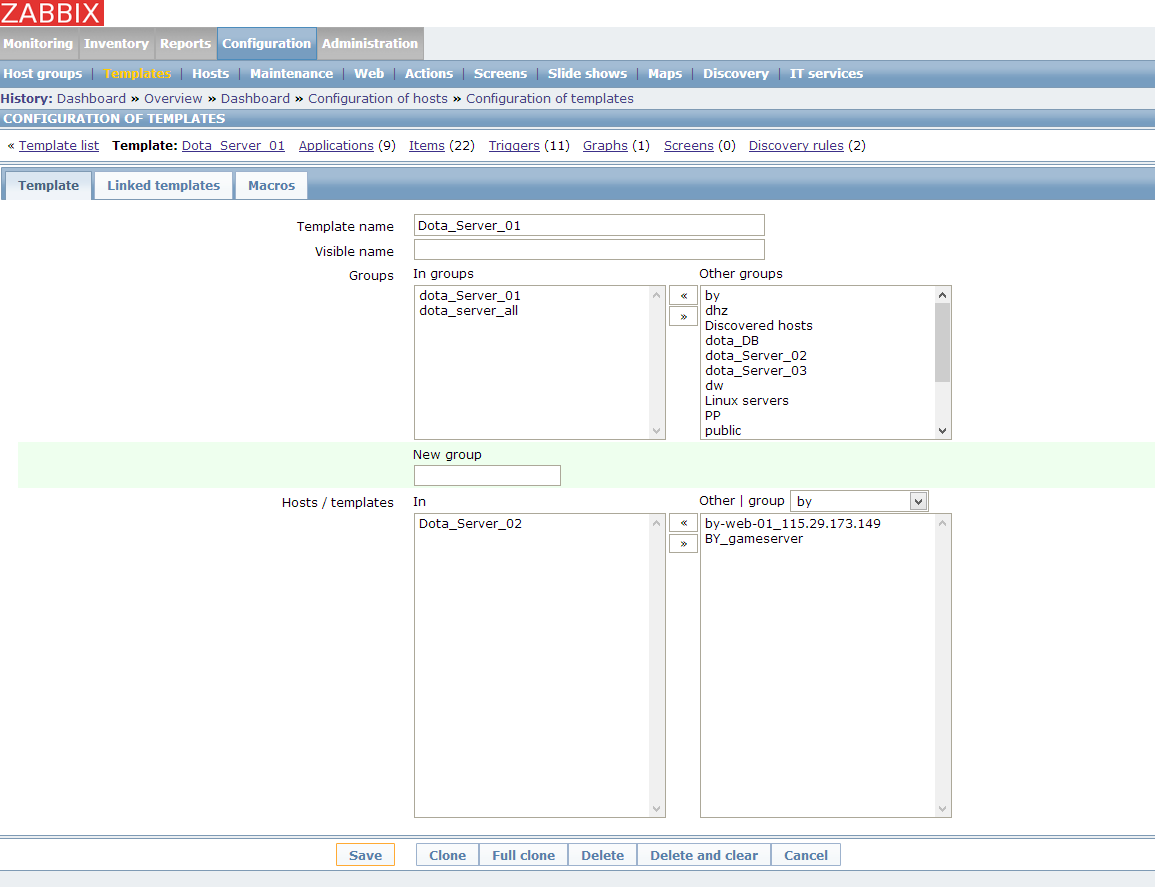 ZABBIX
Monitoring Inventory Reports Configuration Administration
Host groups | Templates | Hosts | Maintenance | Web | Actions | Screens | Slide shows | Maps | Discovery | IT services
History: Dashboard » Overview » Dashboard » Configuration of hosts » Configuration of templates
CONFIGURATION OF TEMPLATES
« Template list Template: Dota_Server_01 Applications (9) Items (22) Triggers (11) Graphs (1) Screens (0) Discovery rules (2)
Template Linked templates Macros
Template name Dota_Server_01
Visible name
Groups In groups Other groups
dota_Server_01 « by
dota_server_all » dhz
Discovered hosts
dota_DB
dota_Server_02
dota_Server_03
dw
Linux servers
PP
public
New group
Hosts / templates In Other | group by
Dota_Server_02 « by-web-01_115.29.173.149
» BY_gameserver
Save Clone Full clone Delete Delete and clear Cancel